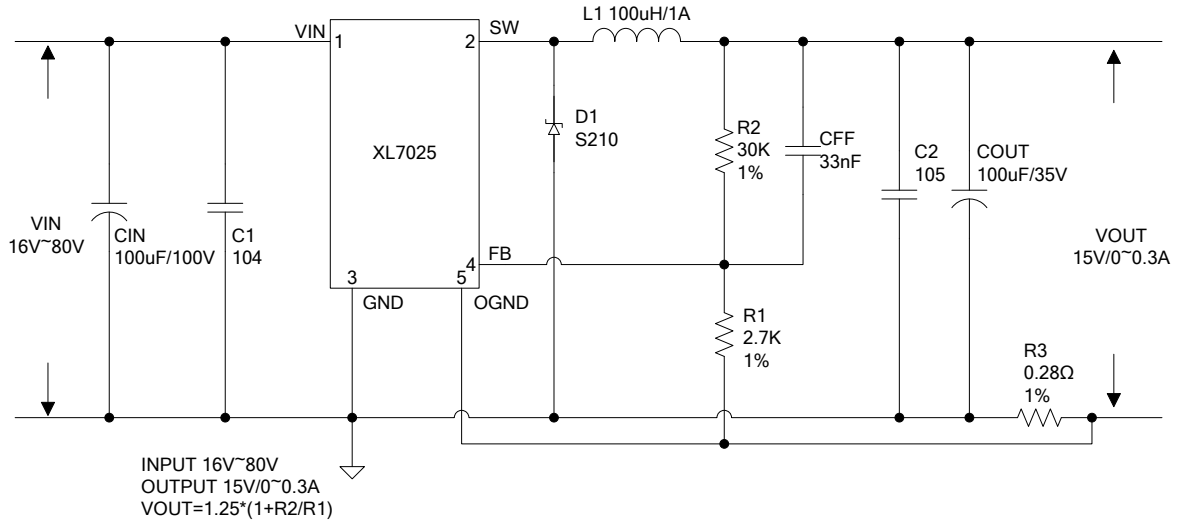 L1 100uH/1A
VIN
1
2
SW
XL7025
D1
S210
R2
30K
1%
CFF
33nF
C2
105
COUT
100uF/35V
VIN
16V~80V
CIN
100uF/100V
C1
104
VOUT
15V/0~0.3A
4
FB
3
GND
5
OGND
R1
2.7K
1%
R3
0.28Ω
1%
INPUT 16V~80V
OUTPUT 15V/0~0.3A
VOUT=1.25*(1+R2/R1)